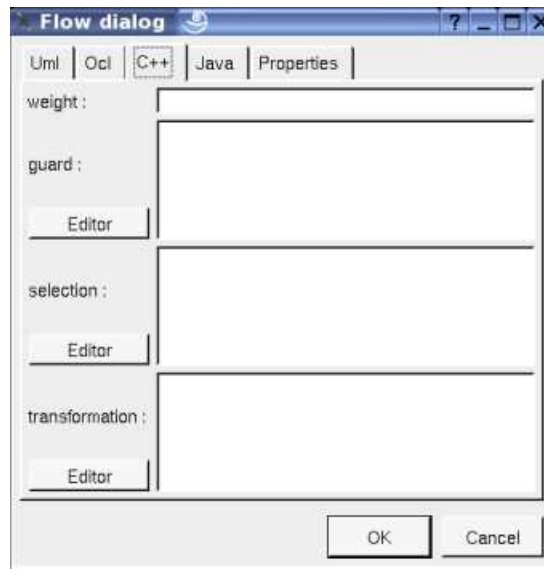 Flow dialog ?
Uml Ocl C++ Java Properties
weight :
guard :
Editor
selection :
Editor
transformation :
Editor
OK Cancel